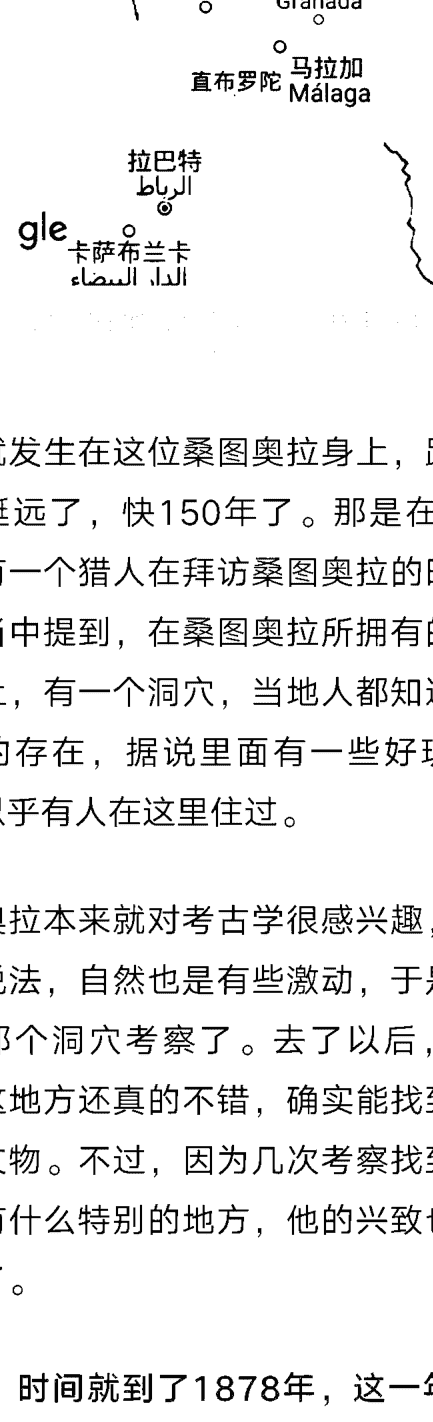 Granada
马拉加
直布罗陀
Málaga
拉巴特
الرباط
gle
卡萨布兰卡
الدار البيضاء
发生在这位桑图奥拉身上，
远了，快150年了。那是在
一个猎人在拜访桑图奥拉的
中提到，在桑图奥拉所拥有的
，有一个洞穴，当地人都知道
的存在，据说里面有一些好玩
似乎有人在这里住过。
奥拉本来就对考古学很感兴趣，
说法，自然也是有些激动，于是
那个洞穴考察了。去了以后，
这地方还真的不错，确实能找到
文物。不过，因为几次考察找到
有什么特别的地方，他的兴致也
。
时间就到了1878年，这一年